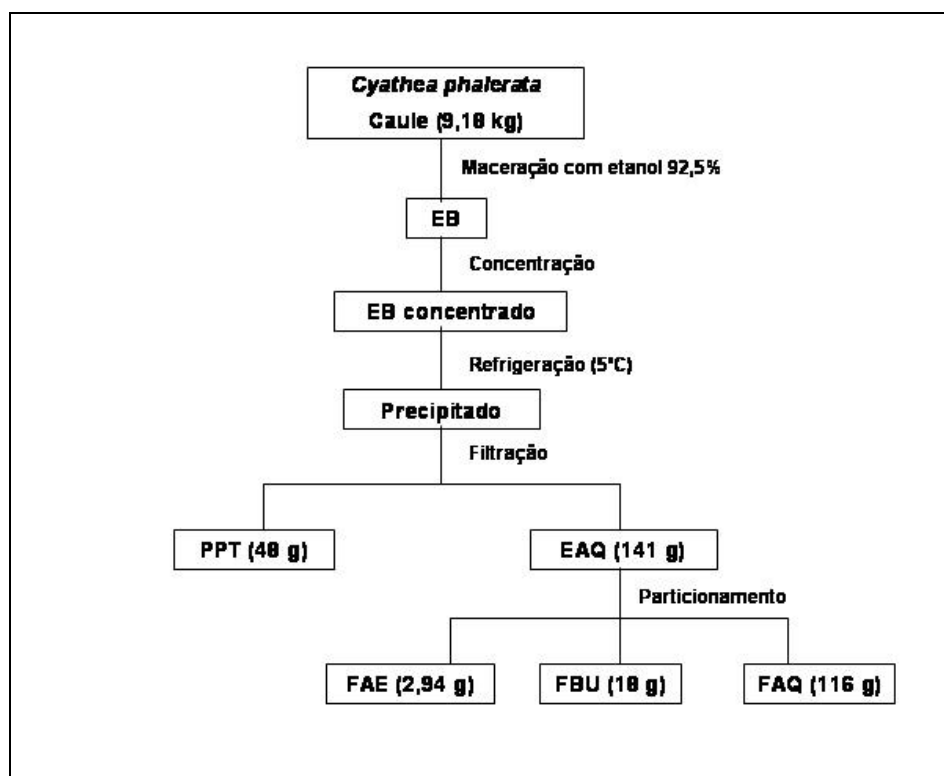 Cyathea phalerata
Caule (9,18 kg)
Maceração com etanol 92,5%
EB
Concentração
EB concentrado
Refrigeração (5°C)
Precipitado
Filtração
PPT (48 g)
EAQ (141 g)
Particionamento
FAE (2,94 g)
FBU (18 g)
FAQ (116 g)